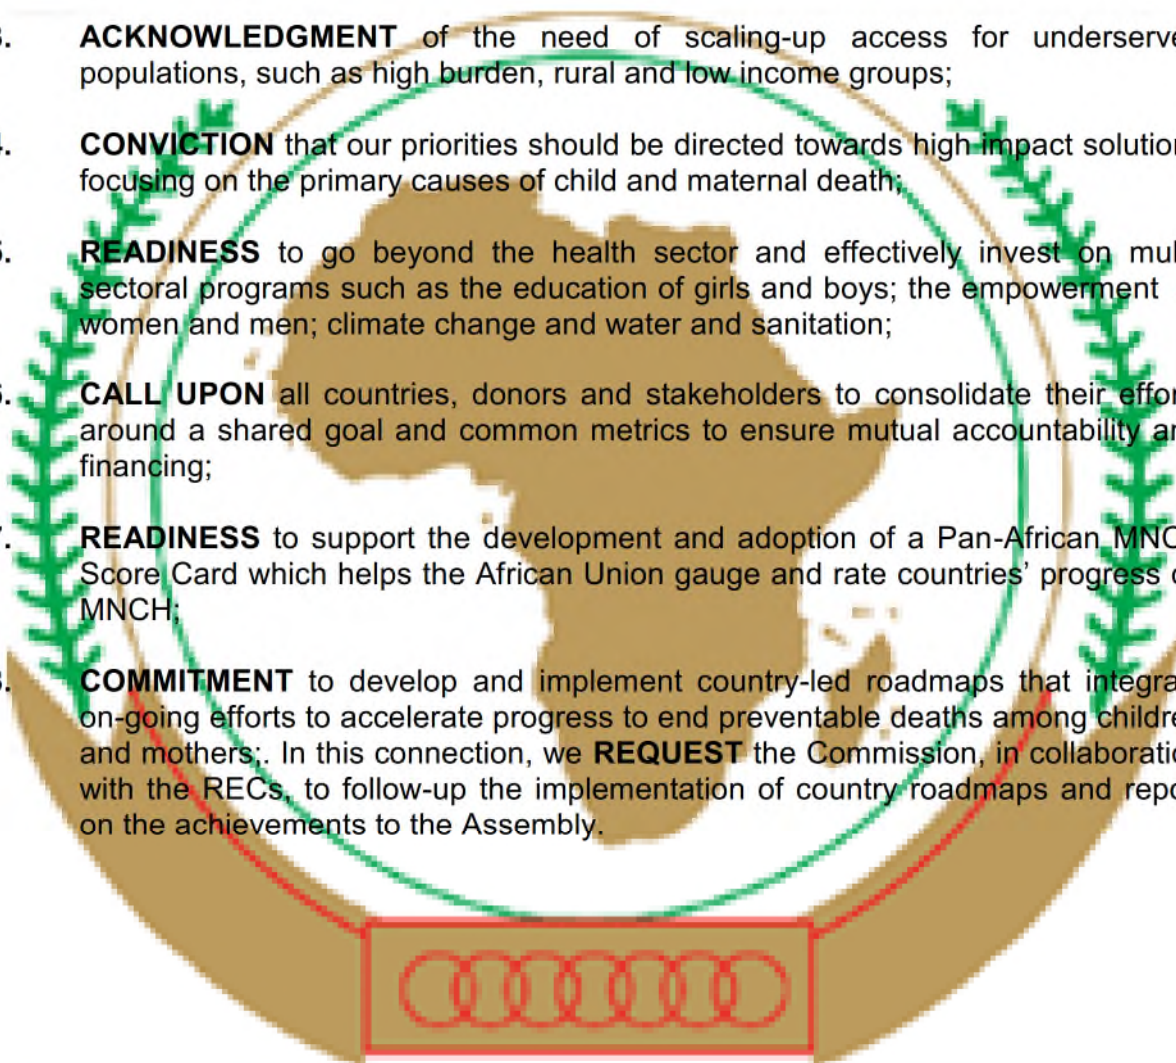 3. ACKNOWLEDGMENT of the need of scaling-up access for underserve
populations, such as high burden, rural and low income groups;
4. CONVICTION that our priorities should be directed towards high impact solution
focusing on the primary causes of child and maternal death;
5. READINESS to go beyond the health sector and effectively invest on mul
sectoral programs such as the education of girls and boys; the empowerment
women and men; climate change and water and sanitation;
6. CALL UPON all countries, donors and stakeholders to consolidate their effor
around a shared goal and common metrics to ensure mutual accountability an
financing;
7. READINESS to support the development and adoption of a Pan-African MNC
Score Card which helps the African Union gauge and rate countries’ progress o
MNCH;
8. COMMITMENT to develop and implement country-led roadmaps that integra
on-going efforts to accelerate progress to end preventable deaths among childre
and mothers;. In this connection, we REQUEST the Commission, in collaboratio
with the RECs, to follow-up the implementation of country roadmaps and repo
on the achievements to the Assembly.